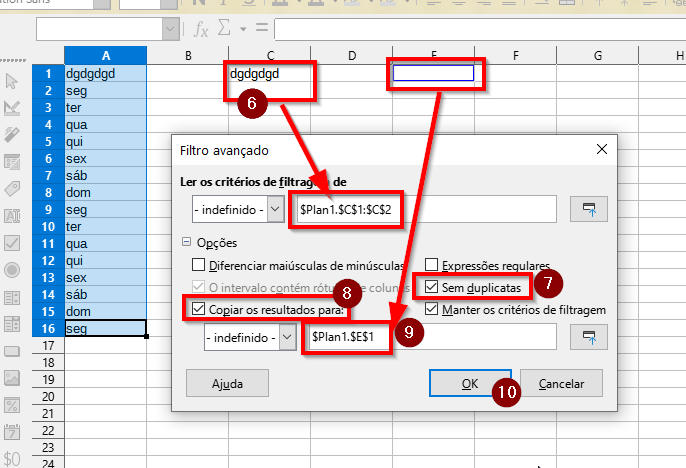 tion Sans
fx Σ =
A B C D E F G H
1 dgdgdgd dgdgdgd
2 seg
6
3 ter
4 qua
5 qui
Filtro avançado
6 sex
7 sáb
Ler os critérios de filtragem de
8 dom
- indefinido - $Plan1.$C$1:$C$2
9 seg
10 ter
Opções
11 qua
Diferenciar maiúsculas de minúsculas Expressões regulares
12 qui
O intervalo contém rótulos de colunas Sem duplicatas 7
13 sex
8
14 sáb
Copiar os resultados para: Manter os critérios de filtragem
15 dom
9
16 seg
- indefinido - $Plan1.$E$1
17
18
19
Ajuda OK Cancelar
10
20
21
22
23
24